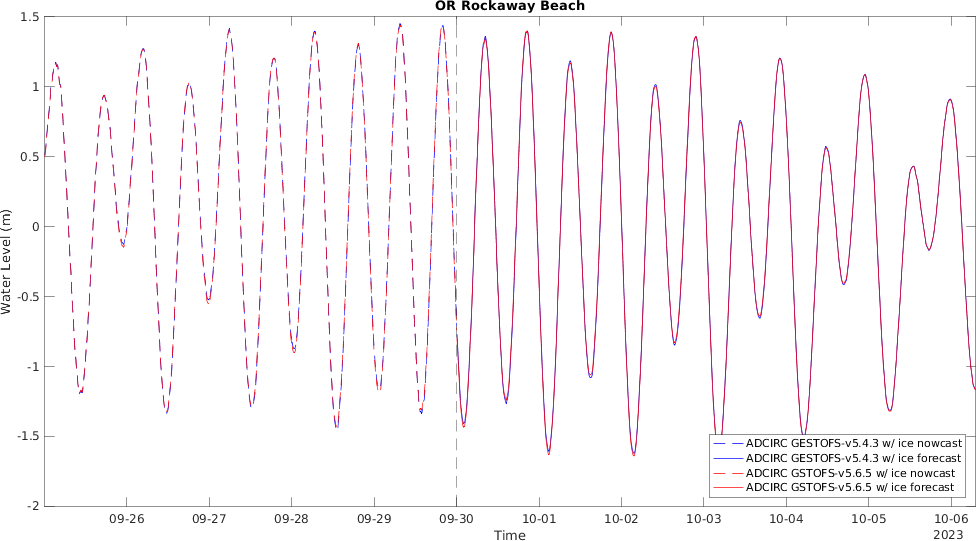 OR Rockaway Beach
1.5
1
0.5
0
-0.5
-1
-1.5
-2
Water Level (m)
ADCIRC GESTOFS-v5.4.3 w/ ice nowcast
ADCIRC GESTOFS-v5.4.3 w/ ice forecast
ADCIRC GSTOFS-v5.6.5 w/ ice nowcast
ADCIRC GSTOFS-v5.6.5 w/ ice forecast
09-26 09-27 09-28 09-29 09-30 10-01 10-02 10-03 10-04 10-05 10-06
Time 2023